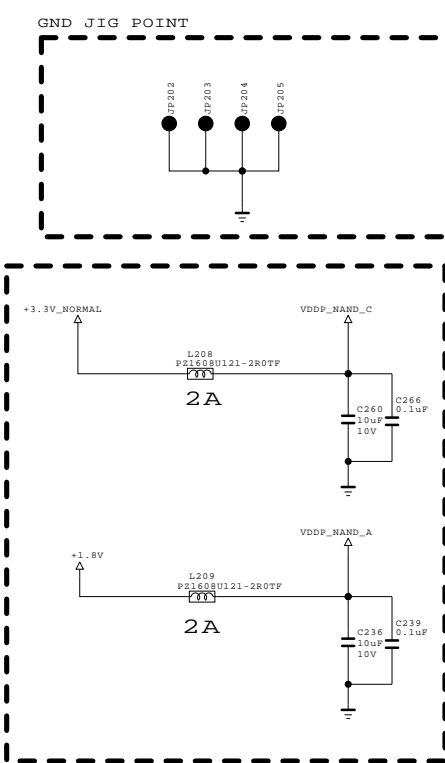 GND JIG POINT
JP202
JP203
JP204
JP205
+3.3V_NORMAL
VDDP_NAND_C
L208
PZ1608U121-2R0TF
2A
C260
10uF
10V
C266
0.1uF
+1.8V
VDDP_NAND_A
L209
PZ1608U121-2R0TF
2A
C236
10uF
10V
C239
0.1uF